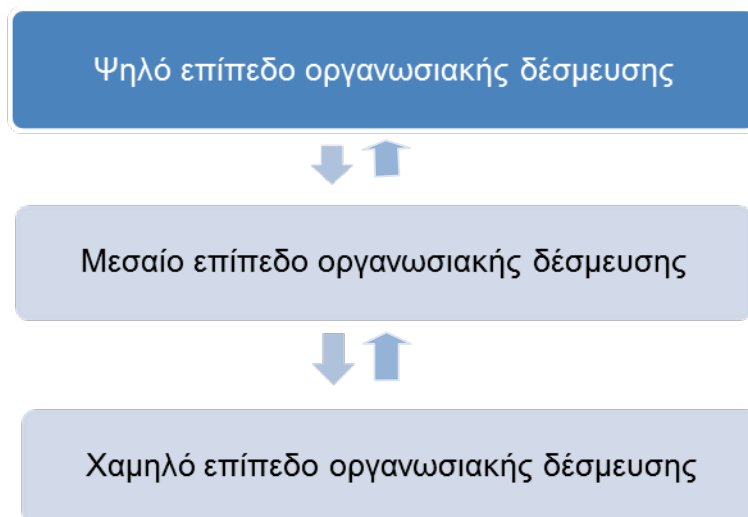 Ψηλό επίπεδο οργανωσιακής δέσμευσης
Μεσαίο επίπεδο οργανωσιακής δέσμευσης
Χαμηλό επίπεδο οργανωσιακής δέσμευσης